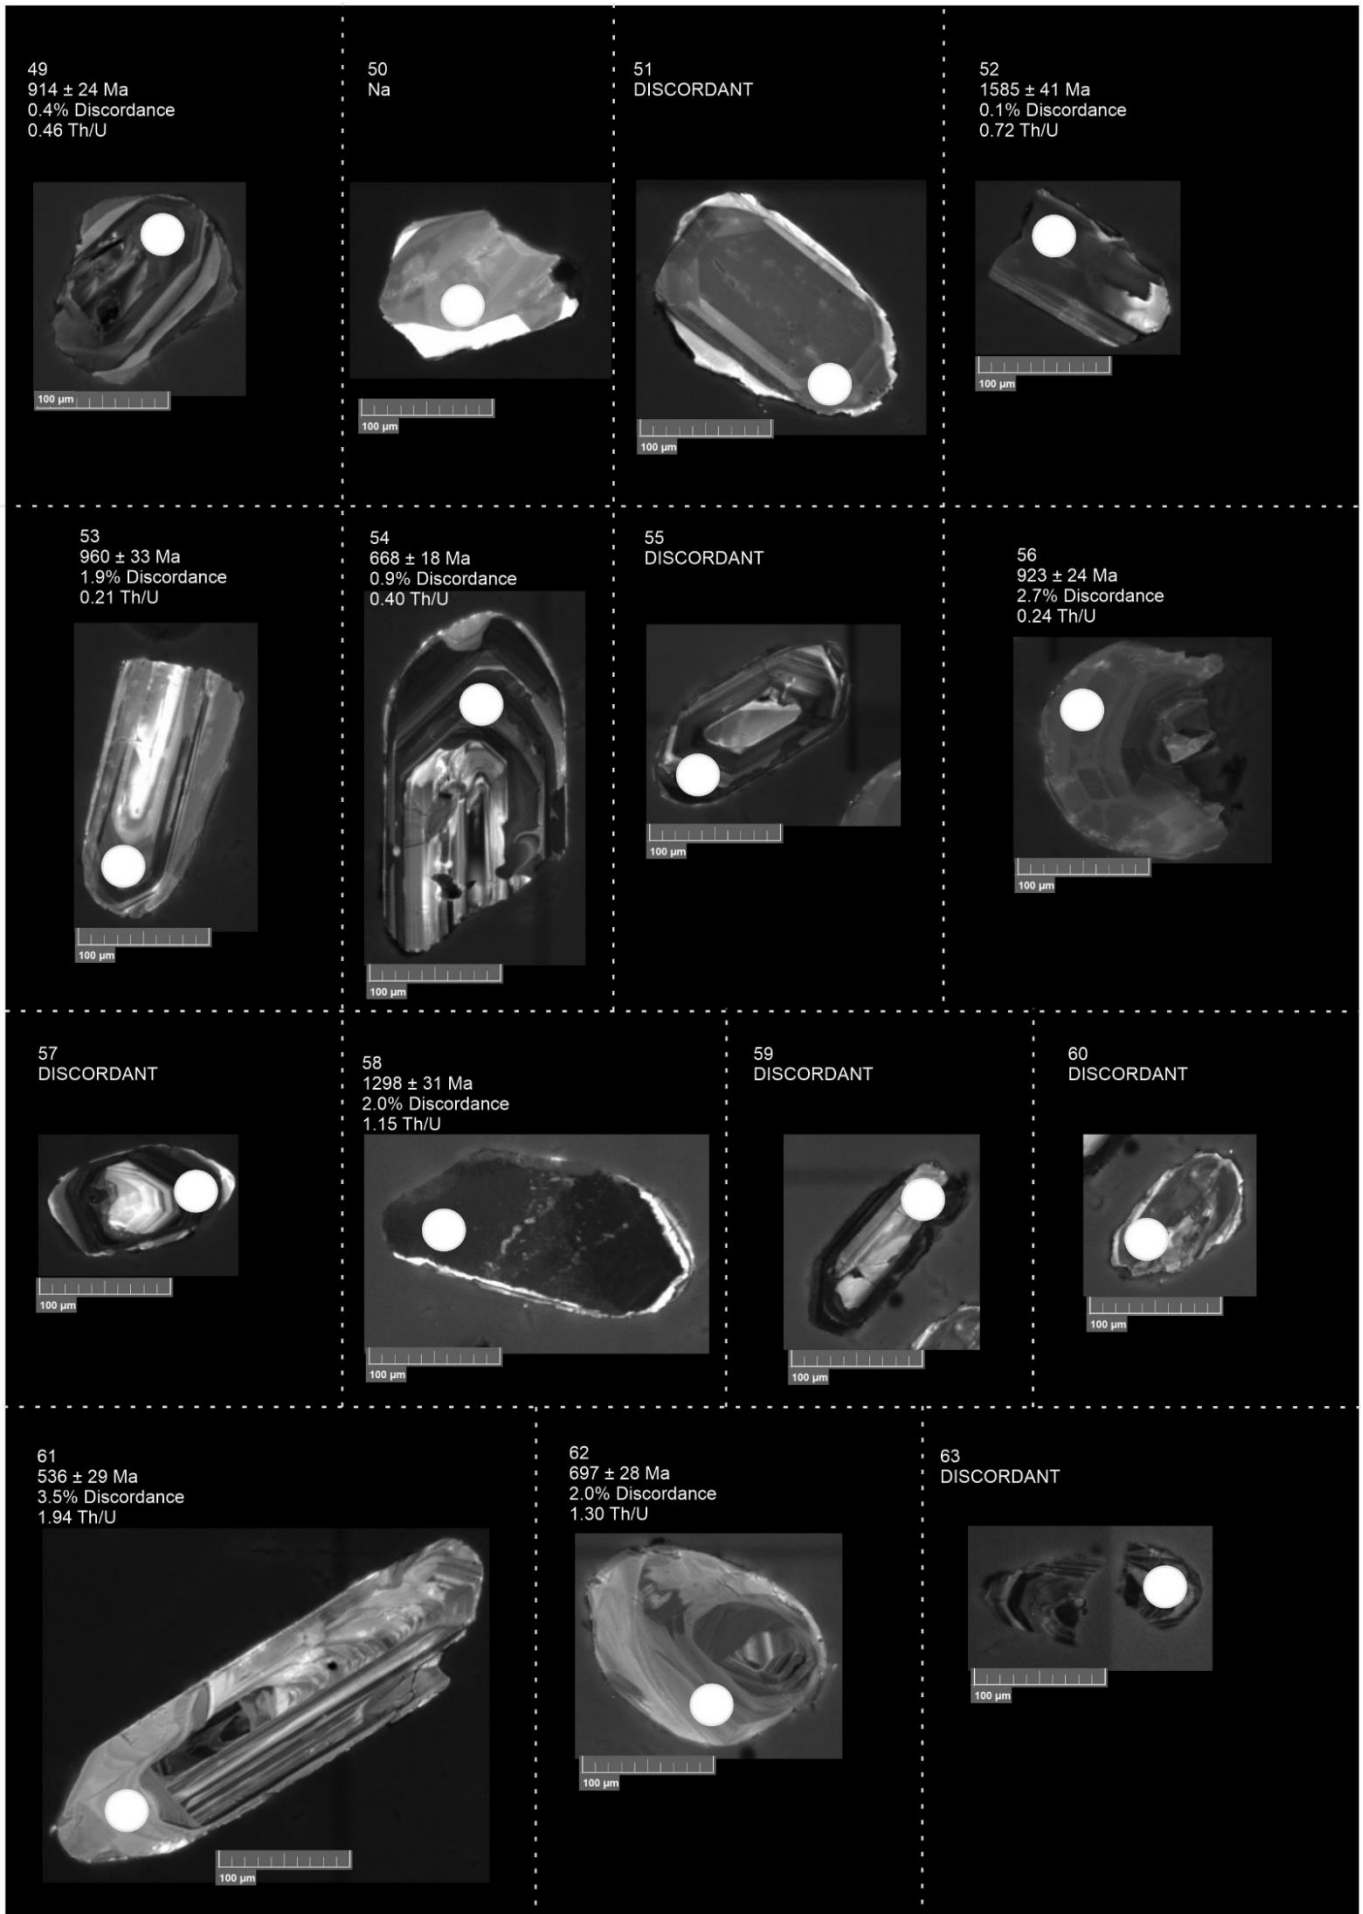 49
914 ± 24 Ma
0.4% Discordance
0.46 Th/U
100 µm
50
Na
100 µm
51
DISCORDANT
100 µm
52
1585 ± 41 Ma
0.1% Discordance
0.72 Th/U
100 µm
53
960 ± 33 Ma
1.9% Discordance
0.21 Th/U
100 µm
54
668 ± 18 Ma
0.9% Discordance
0.40 Th/U
100 µm
55
DISCORDANT
100 µm
56
923 ± 24 Ma
2.7% Discordance
0.24 Th/U
100 µm
57
DISCORDANT
100 µm
58
1298 ± 31 Ma
2.0% Discordance
1.15 Th/U
100 µm
59
DISCORDANT
100 µm
60
DISCORDANT
100 µm
61
536 ± 29 Ma
3.5% Discordance
1.94 Th/U
100 µm
62
697 ± 28 Ma
2.0% Discordance
1.30 Th/U
100 µm
63
DISCORDANT
100 µm